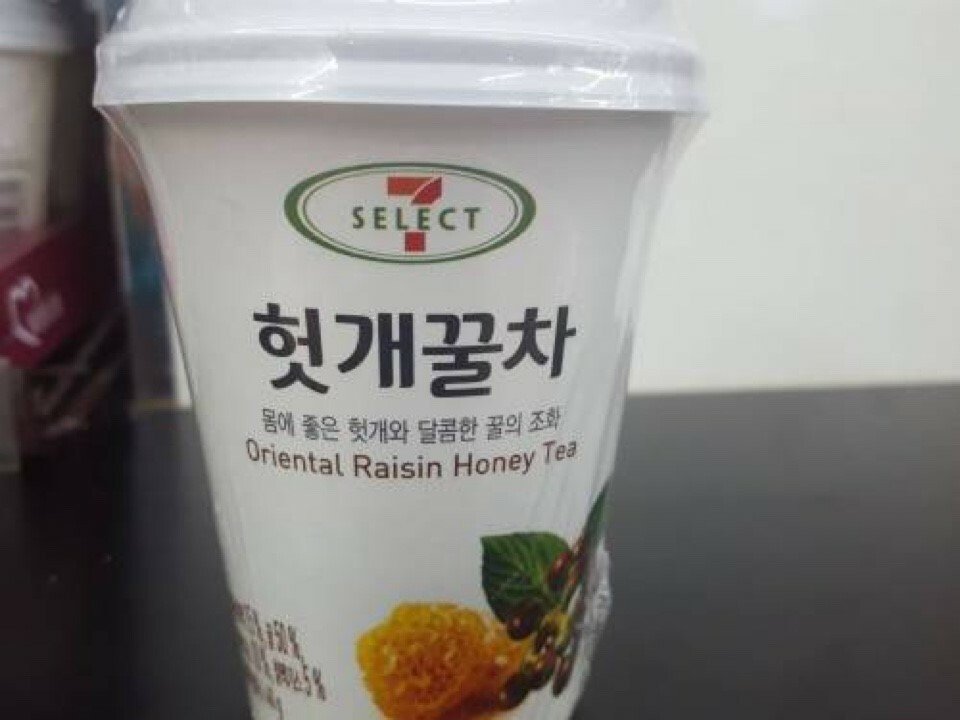 7
SELECT
헛개꿀차
몸에 좋은 헛개와 달콤한 꿀의 조화
Oriental Raisin Honey Tea